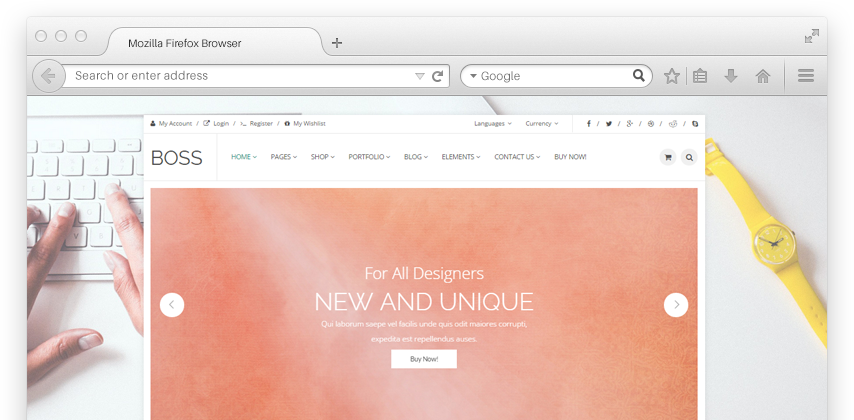 Mozilla Firefox Browser
Search or enter address
Google
My Account / Login / Register / My Wishlist
Languages Currency
BOSS
HOME PAGES SHOP PORTFOLIO BLOG ELEMENTS CONTACT US BUY NOW!
For All Designers
NEW AND UNIQUE
Qui laborum saepe vel facilis unde quis odit maiores corrupti,
expedita est repellendus auses.
Buy Now!